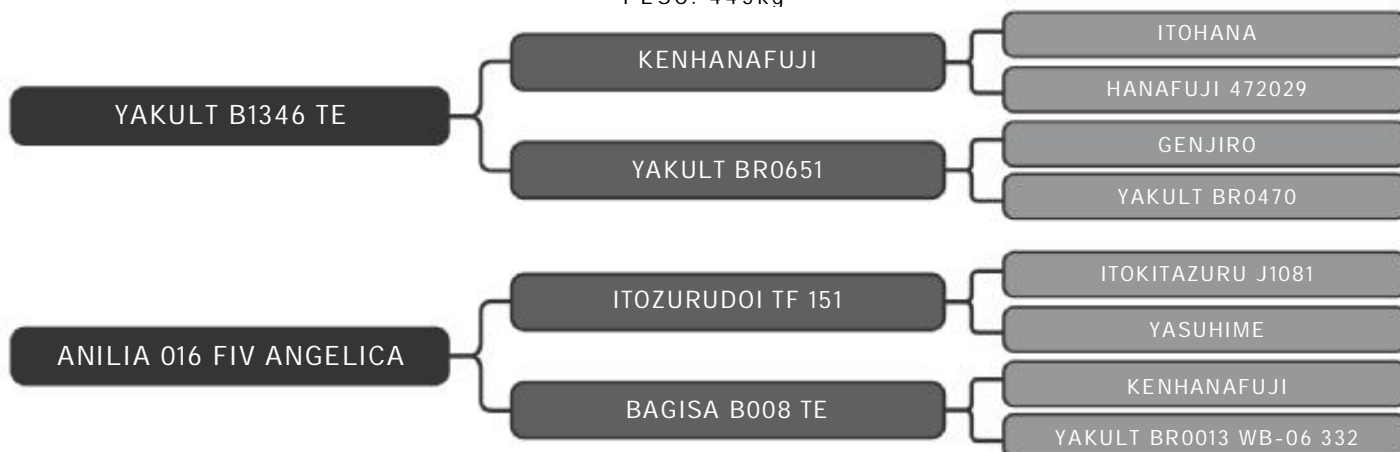 KENHANAFUJI
ITOHANA
HANAFUJI 472029
YAKULT B1346 TE
YAKULT BR0651
GENJIRO
YAKULT BR0470
ITOZURUDOI TF 151
ITOKITAZURU J1081
YASUHIME
ANILIA 016 FIV ANGELICA
BAGISA B008 TE
KENHANAFUJI
YAKULT BR0013 WB-06 332